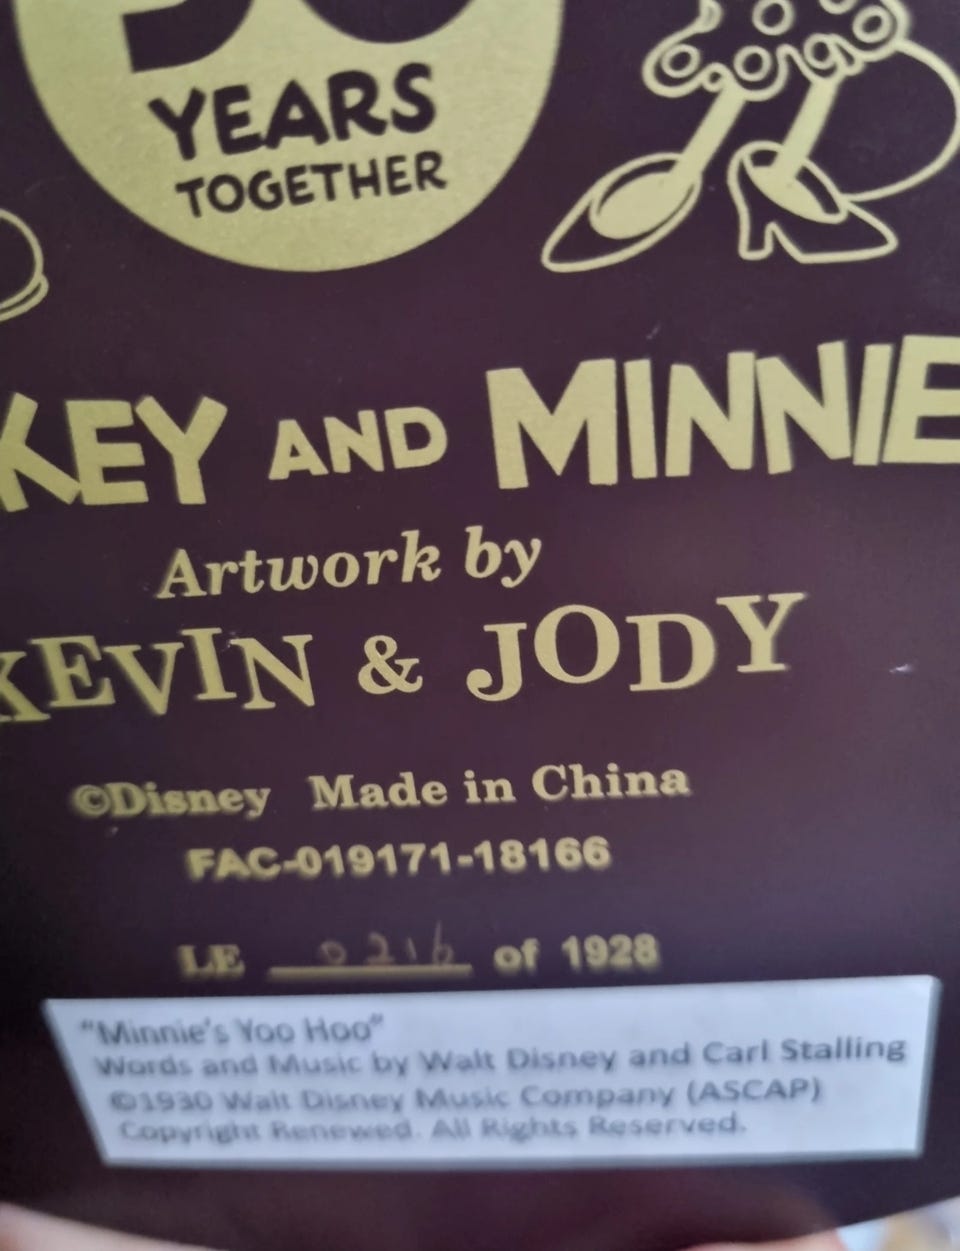 YEARS
TOGETHER
KEY AND MINNIE
Artwork by
KEVIN & JODY
©Disney Made in China
FAC-019171-18166
LE 0216 of 1928
"Minnie's Yoo Hoo"
Words and Music by Walt Disney and Carl Stalling
©1930 Walt Disney Music Company (ASCAP)
Copyright Renewed. All Rights Reserved.